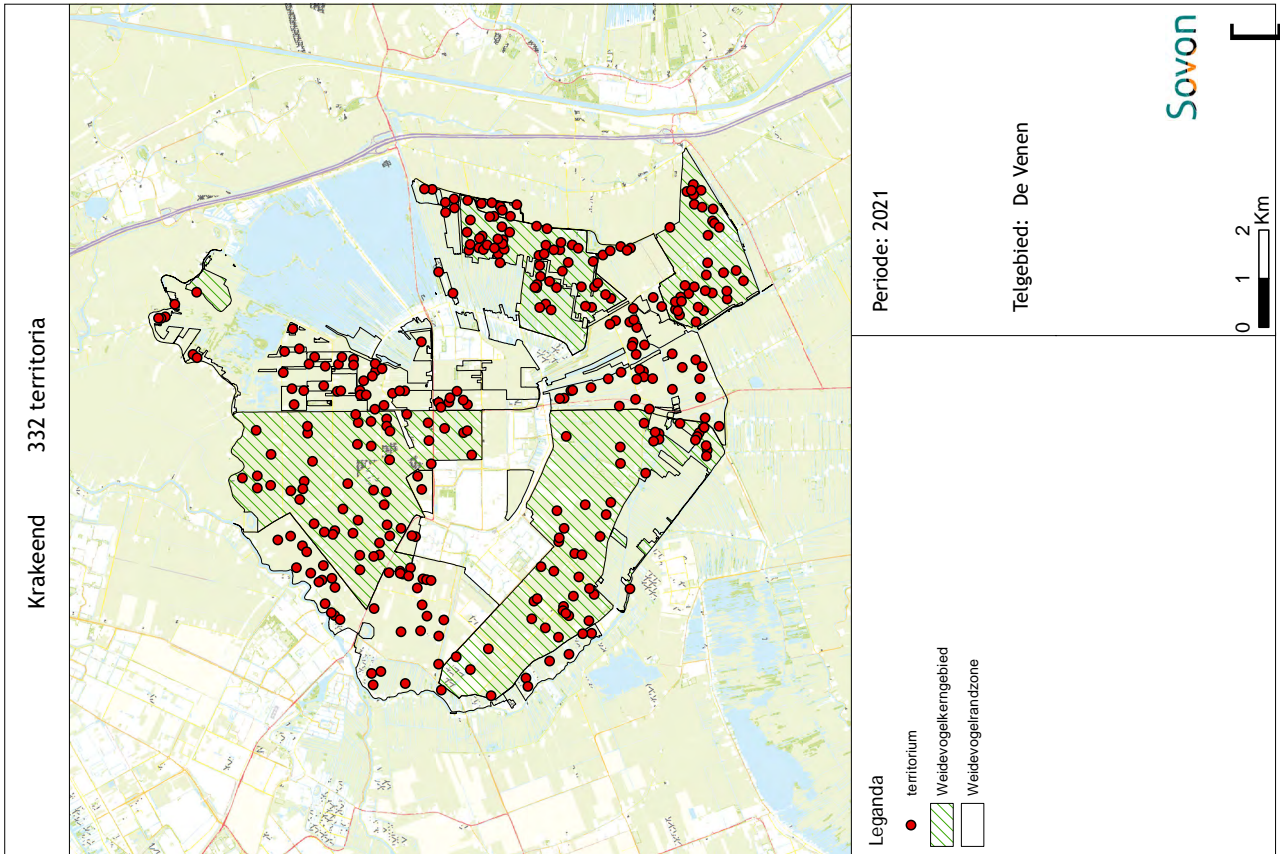 Krakeend 332 territoria
Leganda
territorium
Weidevogelkerngebied
Weidevogelrandzone
Periode: 2021
Telgebied: De Venen
0 1 2
Km
Sovon